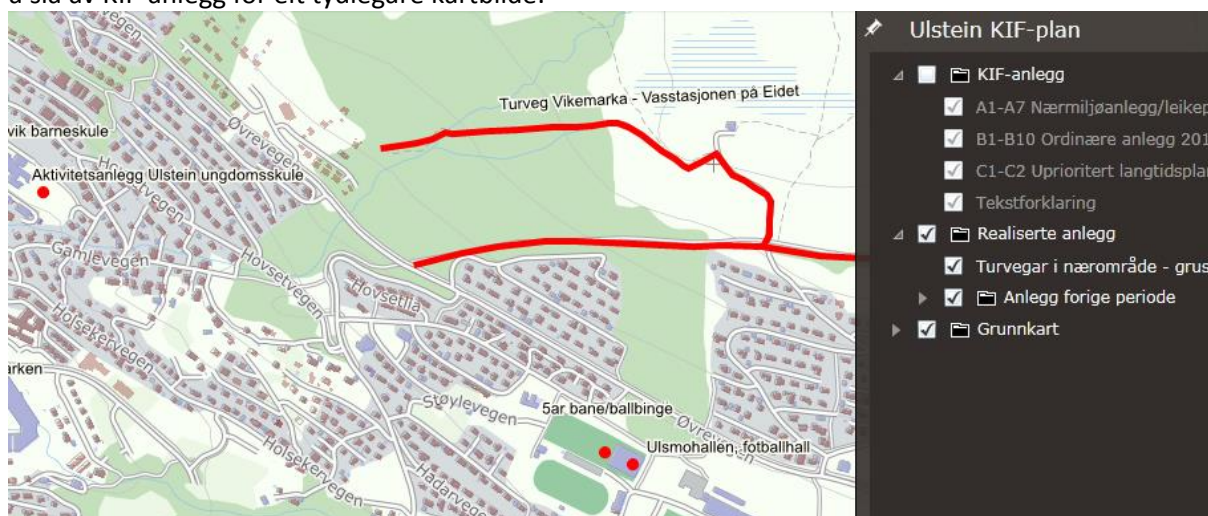 å slå av KIF-anlegg for eit tydlegare kartbilde.
Ulstein KIF-plan
KIF-anlegg
A1-A7 Nærmiljøanlegg/leikep
B1-B10 Ordinære anlegg 201
C1-C2 Uprioritert langtidsplan
Tekstforklaring
Realiserte anlegg
Turvegar i nærområde - grus
Anlegg forige periode
Grunnkart
Turveg Vikemarka - Vasstasjonen på Eidet
Øvrevegen
vik barneskule
Hovsetvegen
Aktivitetsanlegg Ulstein ungdomsskule
Gamlevegen
Hovsetvegen
Hovsetlia
Holsekervegen
arken
Støylevegen
5ar bane/ballbinge
Øvrevegen
Ulsmohallen, fotballhall
Holsekervegen
Hadarvegen